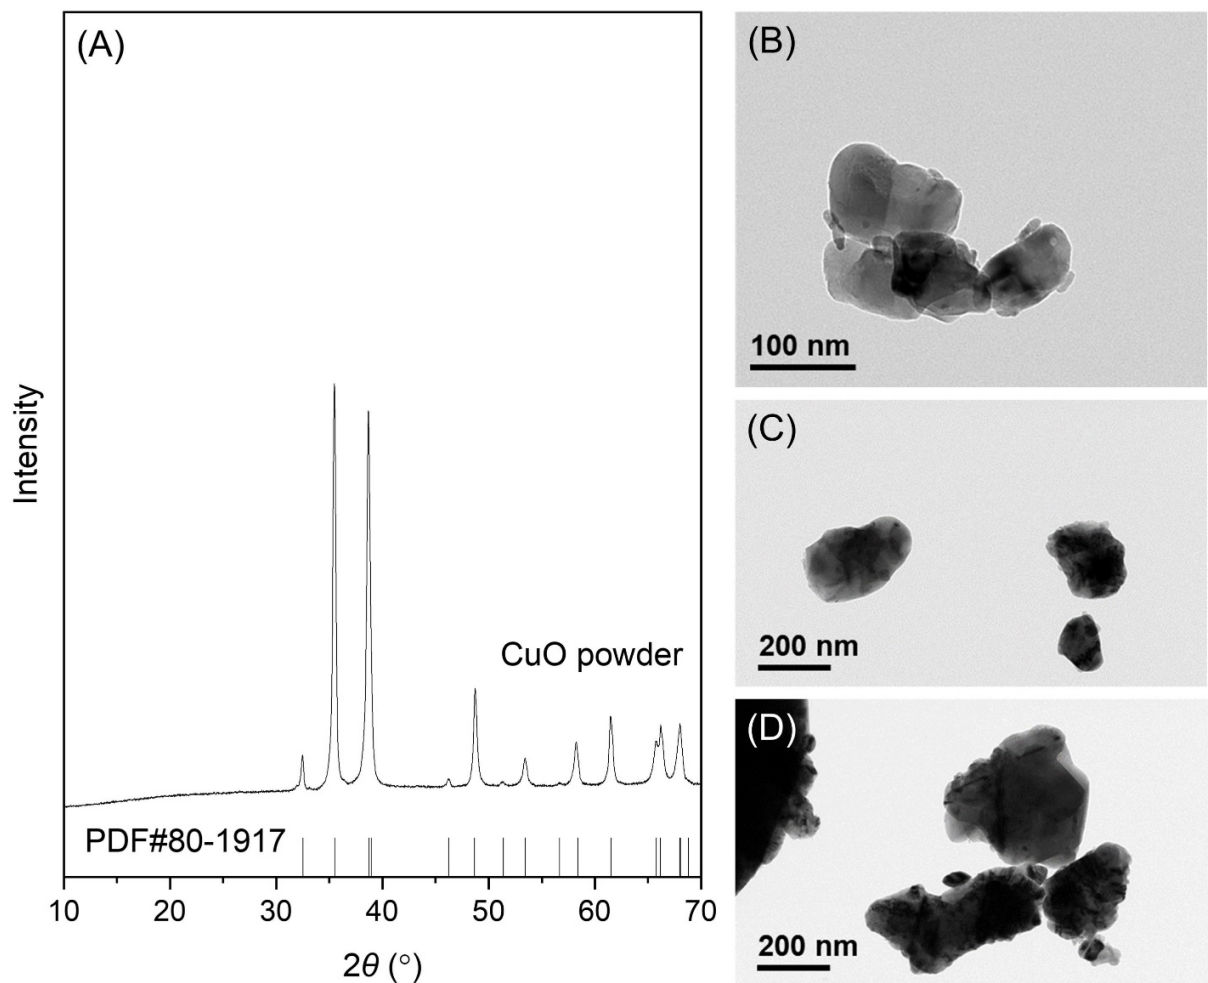 (A)
Intensity
CuO powder
PDF#80-1917
10 20 30 40 50 60 70
2θ (°)
(B)
100 nm
(C)
200 nm
(D)
200 nm